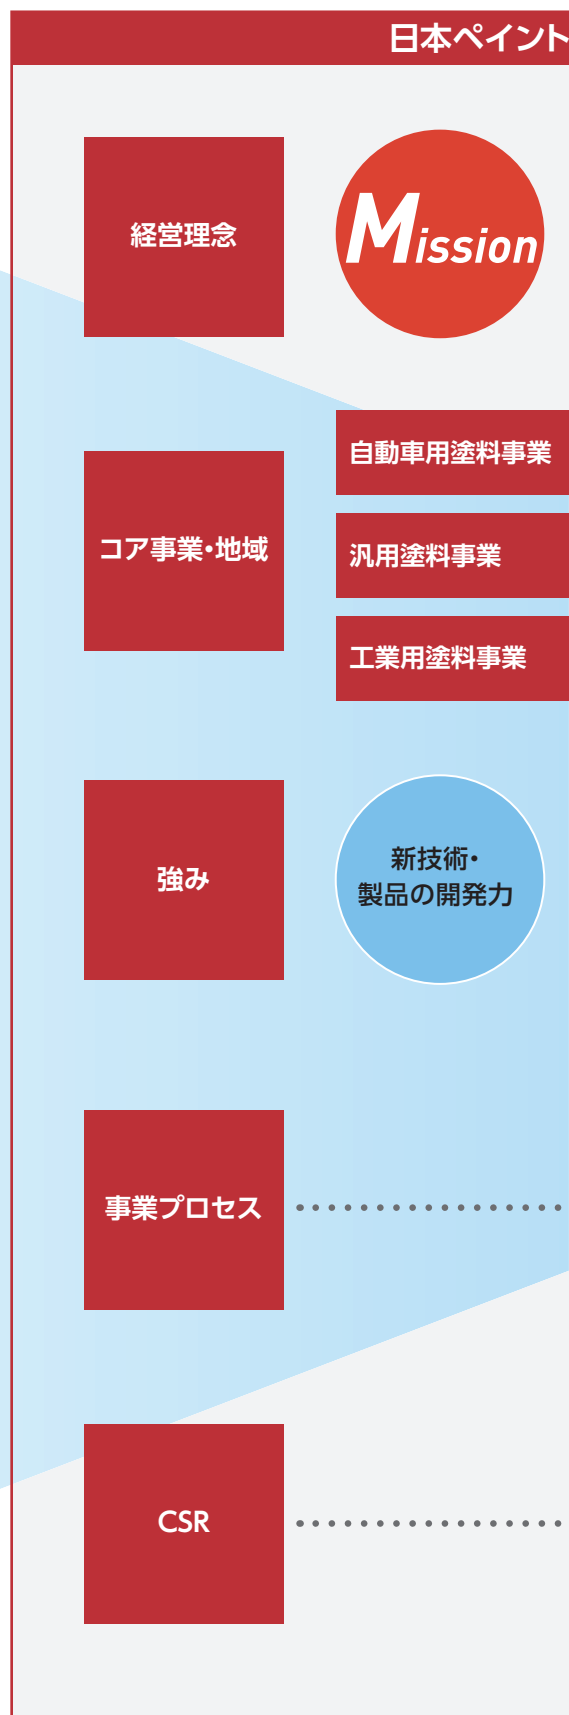 日本ペイント
経営理念
Mission
コア事業・地域
自動車用塗料事業
汎用塗料事業
工業用塗料事業
強み
新技術・
製品の開発力
事業プロセス
CSR